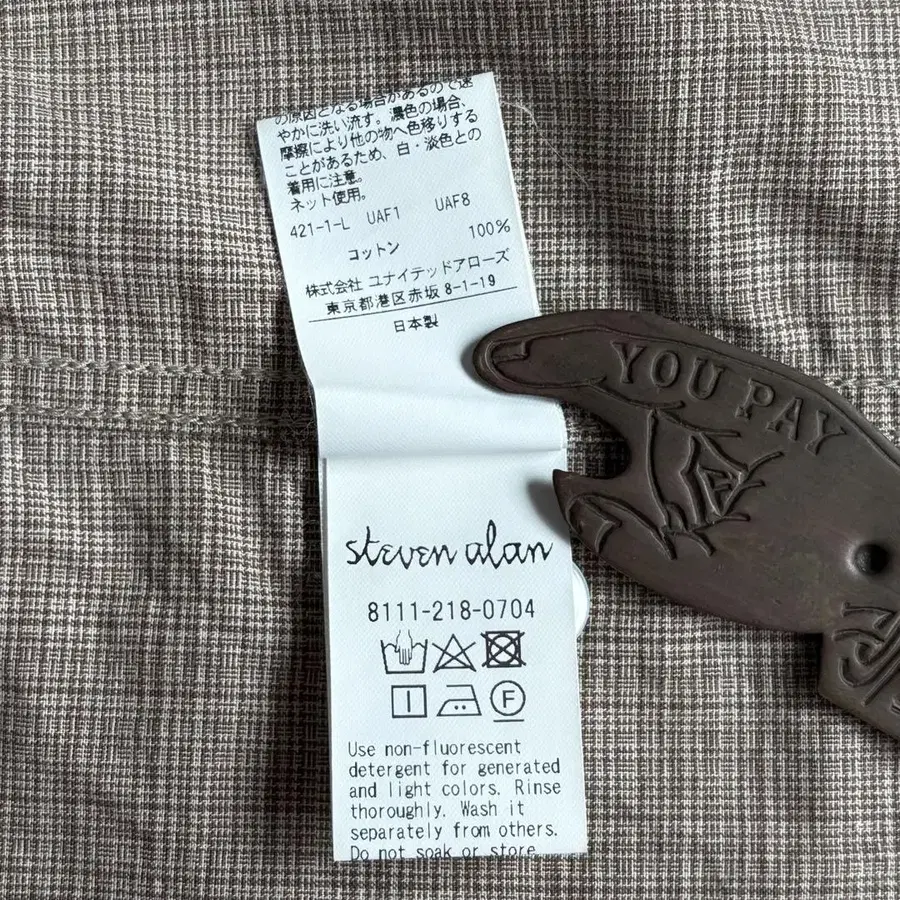 の原因となる場合があるので速
やかに洗い流す。濃色の場合、
摩擦により他の物へ色移りする
ことがあるため、白・淡色との
着用に注意。
ネット使用。
421-1-L UAF1 UAF8
コットン 100%
株式会社 ユナイテッドアローズ
東京都港区赤坂 8-1-19
日本製
YOU PAY
steven alan
8111-218-0704
F
Use non-fluorescent
detergent for generated
and light colors. Rinse
thoroughly. Wash it
separately from others.
Do not soak or store